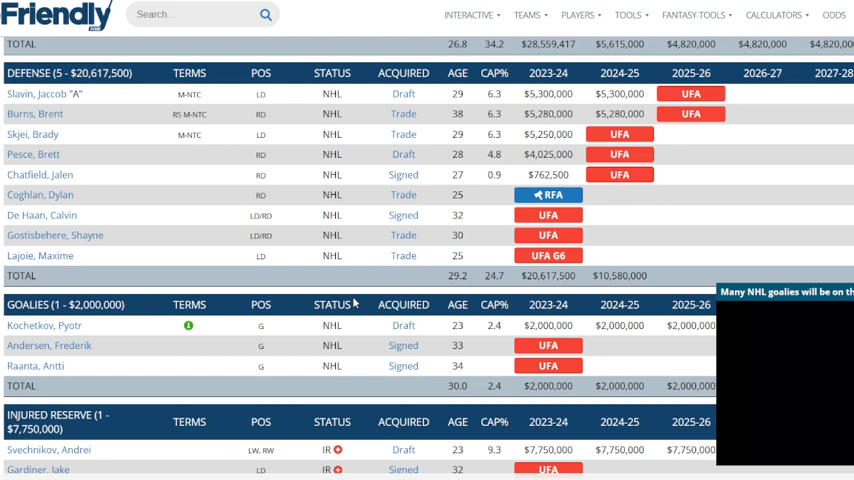 Friendly Search... INTERACTIVE TEAMS PLAYERS TOOLS FANTASY-TOOLS CALCULATORS ODDS
TOTAL 26.8 34.2 $28,559,417 $5,615,000 $4,820,000 $4,820,000 $4,820,00
DEFENSE (5 - $20,617,500) TERMS POS STATUS ACQUIRED AGE CAP% 2023-24 2024-25 2025-26 2026-27 2027-28
Slavin, Jaccob "A" M-NTC LD NHL Draft 29 6.3 $5,300,000 $5,300,000 UFA
Burns, Brent RS M-NTC RD NHL Trade 38 6.3 $5,280,000 $5,280,000 UFA
Skjei, Brady M-NTC LD NHL Trade 29 6.3 $5,250,000 UFA
Pesce, Brett RD NHL Draft 28 4.8 $4,025,000 UFA
Chatfield, Jalen RD NHL Signed 27 0.9 $762,500 UFA
Coghlan, Dylan RD NHL Trade 25 RFA
De Haan, Calvin LD/RD NHL Signed 32 UFA
Gostisbehere, Shayne LD/RD NHL Trade 30 UFA
Lajoie, Maxime LD NHL Trade 25 UFA G6
TOTAL 29.2 24.7 $20,617,500 $10,580,000
Many NHL goalies will be on th
GOALIES (1 - $2,000,000) TERMS POS STATUS ACQUIRED AGE CAP% 2023-24 2024-25 2025-26
Kochetkov, Pyotr G NHL Draft 23 2.4 $2,000,000 $2,000,000 $2,000,000
Andersen, Frederik G NHL Signed 33 UFA
Raanta, Antti G NHL Signed 34 UFA
TOTAL 30.0 2.4 $2,000,000 $2,000,000 $2,000,000
INJURED RESERVE (1 -
$7,750,000) TERMS POS STATUS ACQUIRED AGE CAP% 2023-24 2024-25 2025-26
Svechnikov, Andrei LW, RW IR Draft 23 9.3 $7,750,000 $7,750,000 $7,750,000
Gardiner, Jake LD IR Signed 32 UFA